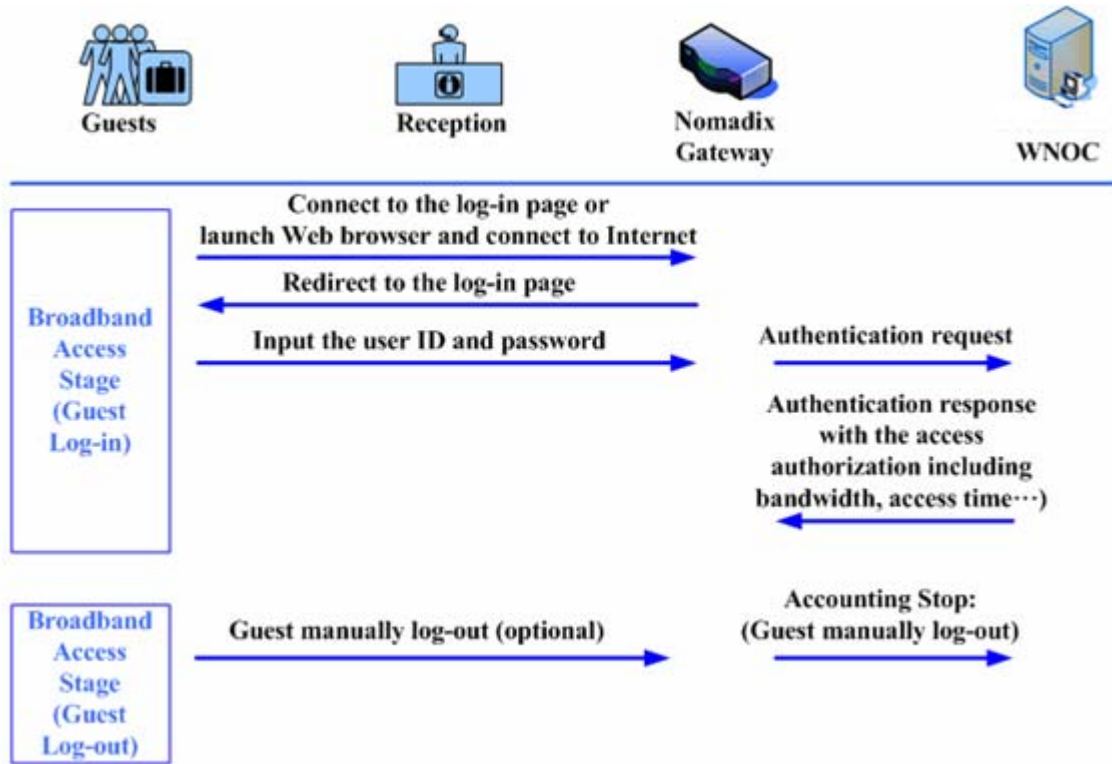 Guests
Reception
Nomadix
Gateway
WNOC
Broadband
Access
Stage
(Guest
Log-in)
Connect to the log-in page or
launch Web browser and connect to Internet
Redirect to the log-in page
Input the user ID and password
Authentication request
Authentication response
with the access
authorization including
bandwidth, access time⋯)
Broadband
Access
Stage
(Guest
Log-out)
Guest manually log-out (optional)
Accounting Stop:
(Guest manually log-out)